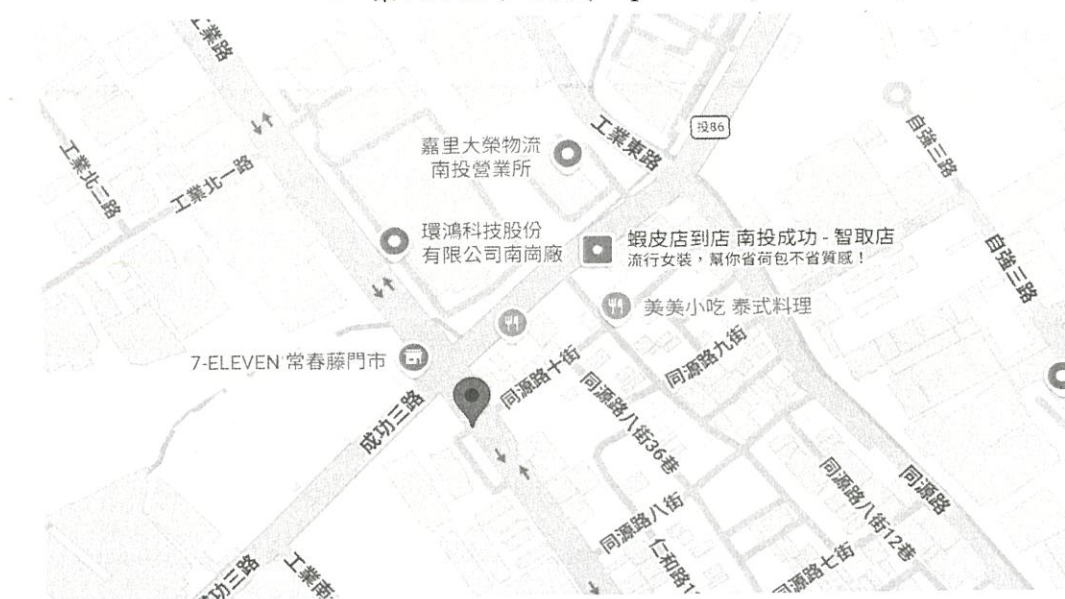 工業路
投86
工業東路
自強三路
嘉里大榮物流
南投營業所
工業北二路
工業北一路
環鴻科技股份
有限公司南崗廠
蝦皮店到店 南投成功 - 智取店
流行女裝，幫你省荷包不省質感！
自強三路
美美小吃 泰式料理
7-ELEVEN 常春藤門市
同源路十街
同源路九街
成功三路
同源路八街36巷
同源路八街12巷
同源路
同源路八街
仁和路1
同源路七街
成功三路
工業南